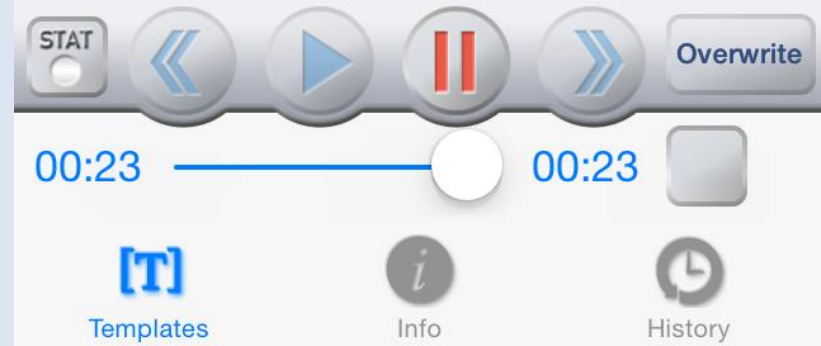 STAT
Overwrite
00:23 00:23
[T]
i
Templates Info History